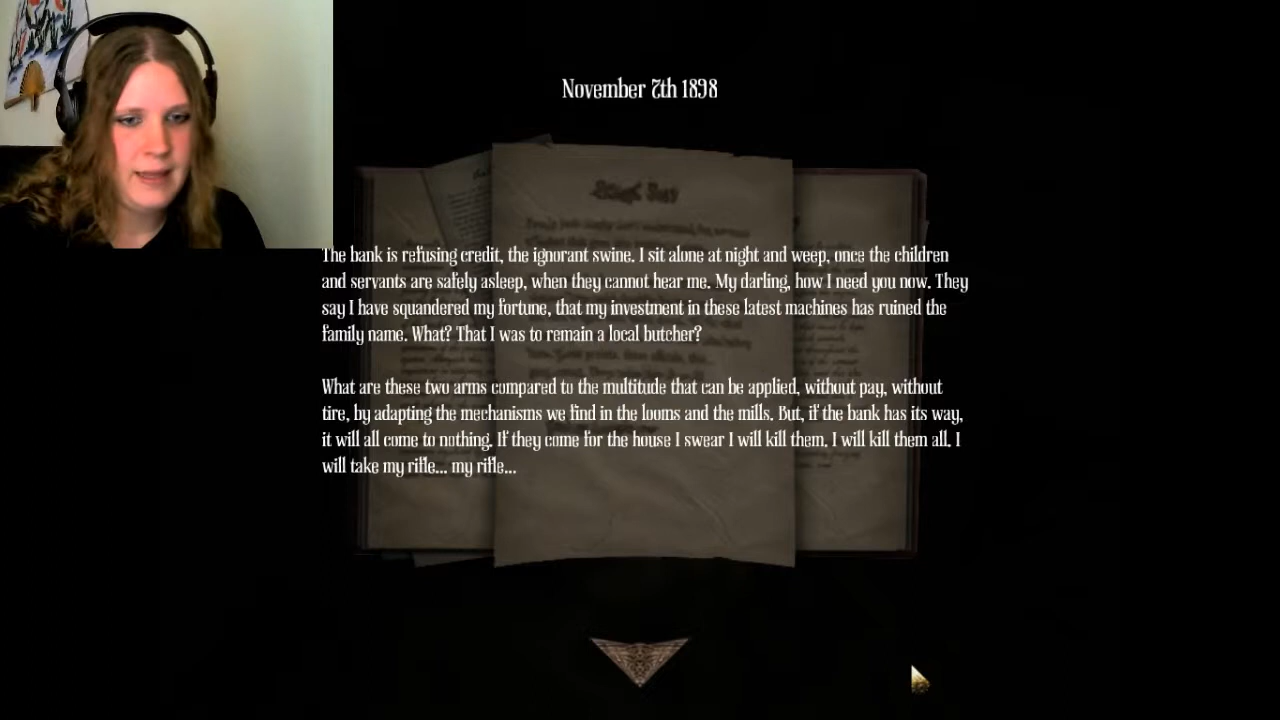 November 7th 1898
The bank is refusing credit, the ignorant swine. I sit alone at night and weep, once the children
and servants are safely asleep, when they cannot hear me. My darling, how I need you now. They
say I have squandered my fortune, that my investment in these latest machines has ruined the
family name. What? That I was to remain a local butcher?
What are these two arms compared to the multitude that can be applied, without pay, without
tire, by adapting the mechanisms we find in the looms and the mills. But, if the bank has its way,
it will all come to nothing. If they come for the house I swear I will kill them. I will kill them all. I
will take my rifle... my rifle...